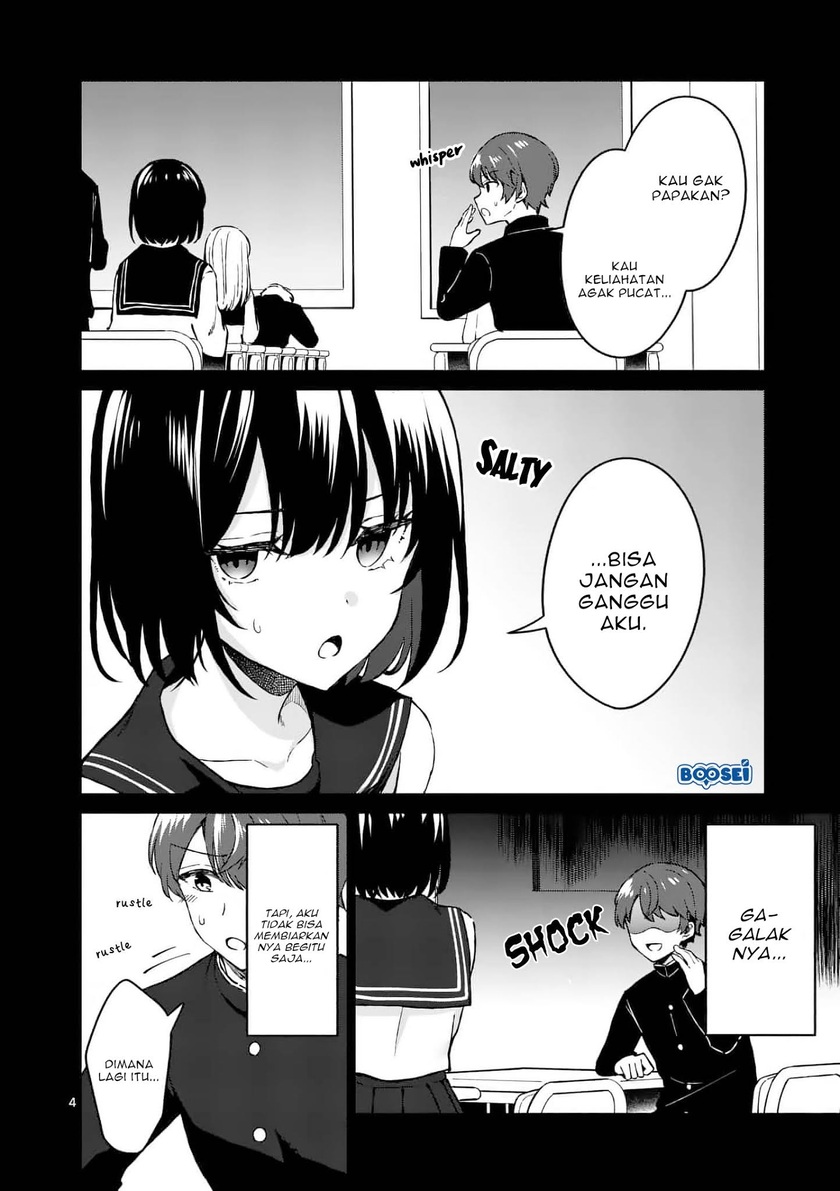 KAU GAK
PAPAKAN?
whisper
KAU
KELIAHATAN
AGAK PUCAT...
SALTY
...BISA
JANGAN
GANGGU
AKU.
BOOSEI
GA-
GALAK
NYA...
SHOCK
TAPI, AKU
TIDAK BISA
MEMBIARKAN
NYA BEGITU
SAJA...
rustle
rustle
DIMANA
LAGI ITU...
4